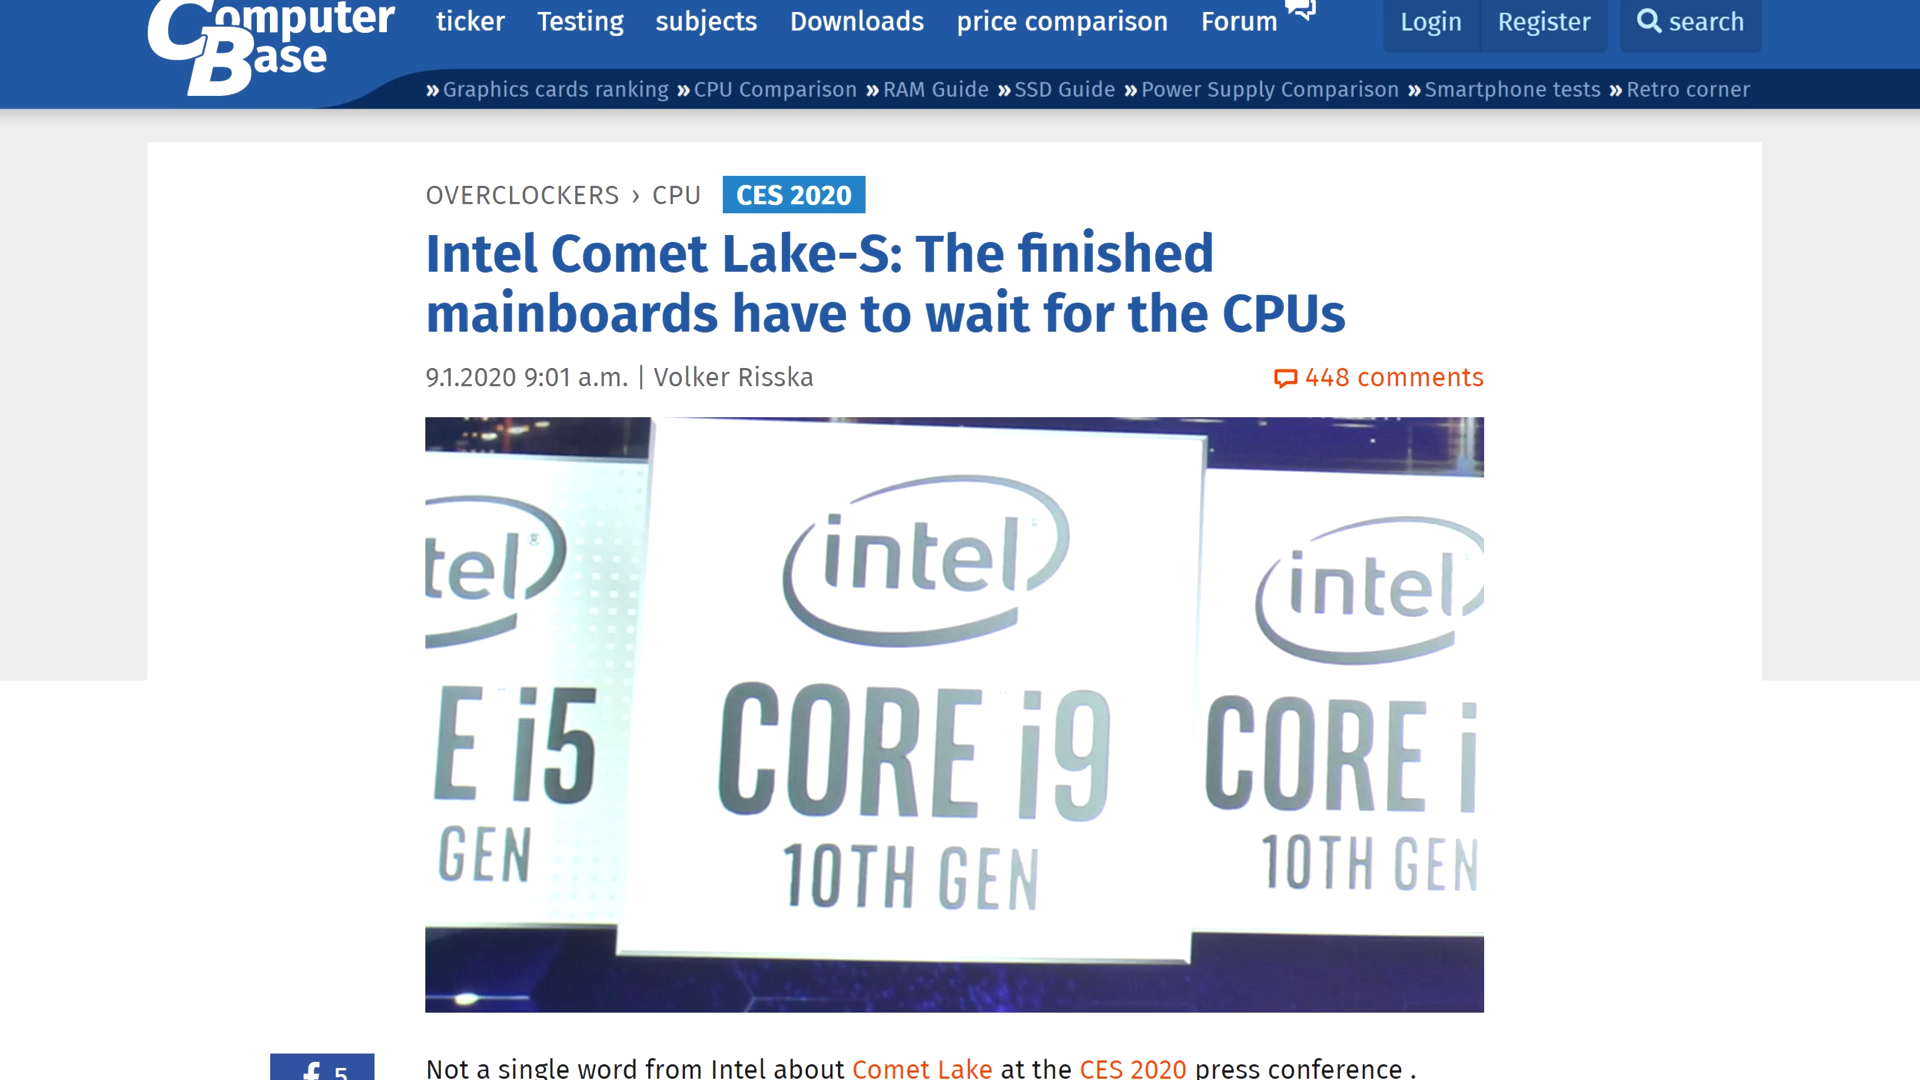 Computer
Base
ticker Testing subjects Downloads price comparison Forum Login Register search
» Graphics cards ranking » CPU Comparison » RAM Guide » SSD Guide » Power Supply Comparison » Smartphone tests » Retro corner
OVERCLOCKERS › CPU CES 2020
Intel Comet Lake-S: The finished
mainboards have to wait for the CPUs
9.1.2020 9:01 a.m. | Volker Risska 448 comments
tel®
E i5
GEN
intel
CORE i9
10TH GEN
intel
CORE i
10TH GEN
f 5
Not a single word from Intel about Comet Lake at the CES 2020 press conference .